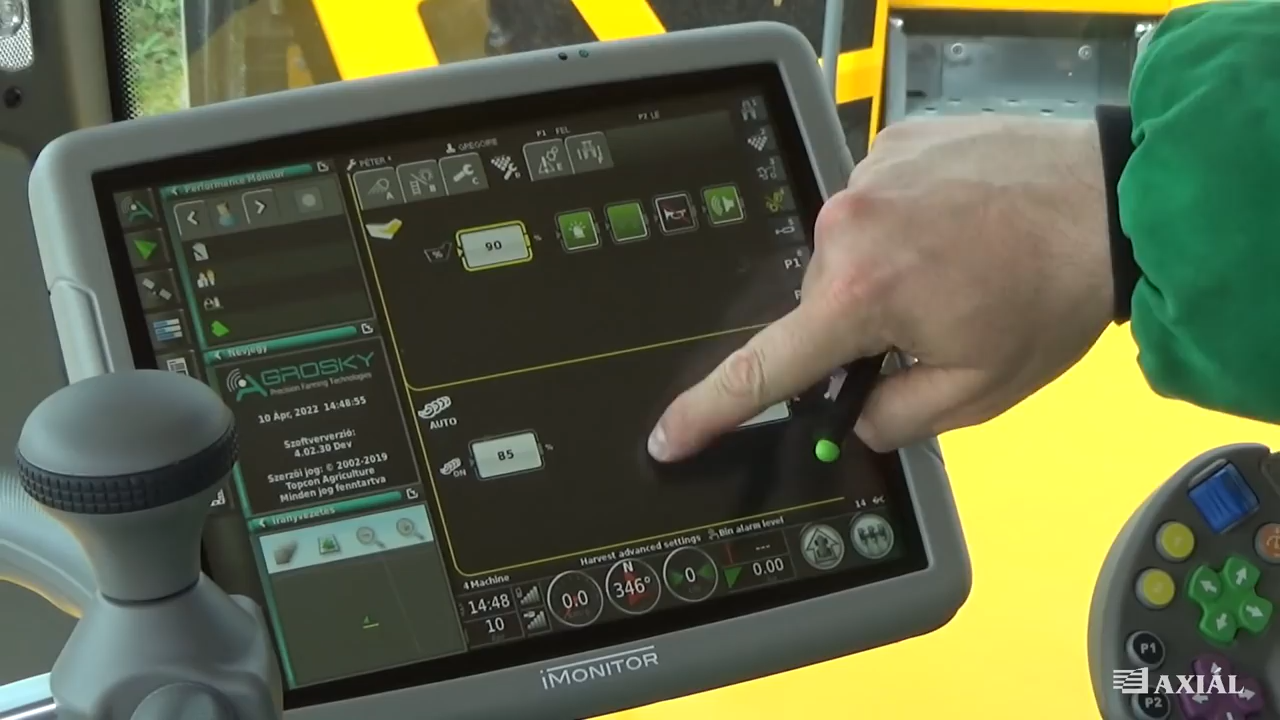 Performance Monitor
PÉTER
GREGOIRE
P1 FEL
P2 LE
A
B
C
90
%
P1
Névjegy
AGROSKY
Precision Farming Technologies
10 Ápr, 2022 14:48:55
Szoftververzió:
4.02.30 Dev
Szerzői jog: © 2002-2019
Topcon Agriculture
Minden jog fenntartva
AUTO
ON
85
%
Irányvezetés
4 Machine
Harvest advanced settings
Bin alarm level
14
14:48
10
0.0
N
346°
0
---
0.00
iMONITOR
P1
P2
AXIÁL